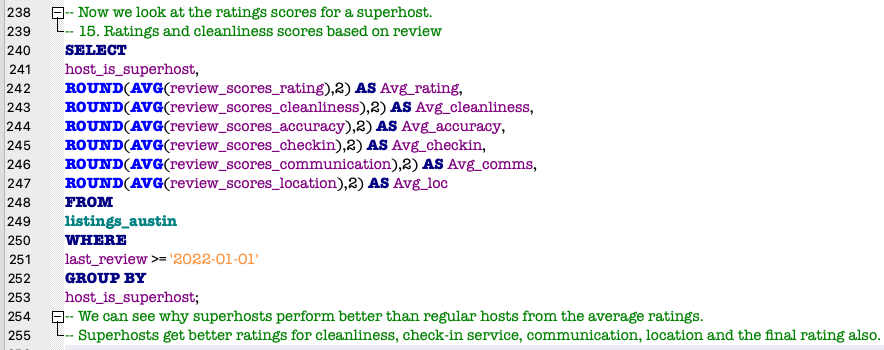 238 -- Now we look at the ratings scores for a superhost.
239 -- 15. Ratings and cleanliness scores based on review
240 SELECT
241 host_is_superhost,
242 ROUND(AVG(review_scores_rating),2) AS Avg_rating,
243 ROUND(AVG(review_scores_cleanliness),2) AS Avg_cleanliness,
244 ROUND(AVG(review_scores_accuracy),2) AS Avg_accuracy,
245 ROUND(AVG(review_scores_checkin),2) AS Avg_checkin,
246 ROUND(AVG(review_scores_communication),2) AS Avg_comms,
247 ROUND(AVG(review_scores_location),2) AS Avg_loc
248 FROM
249 listings_austin
250 WHERE
251 last_review >= '2022-01-01'
252 GROUP BY
253 host_is_superhost;
254 -- We can see why superhosts perform better than regular hosts from the average ratings.
255 -- Superhosts get better ratings for cleanliness, check-in service, communication, location and the final rating also.